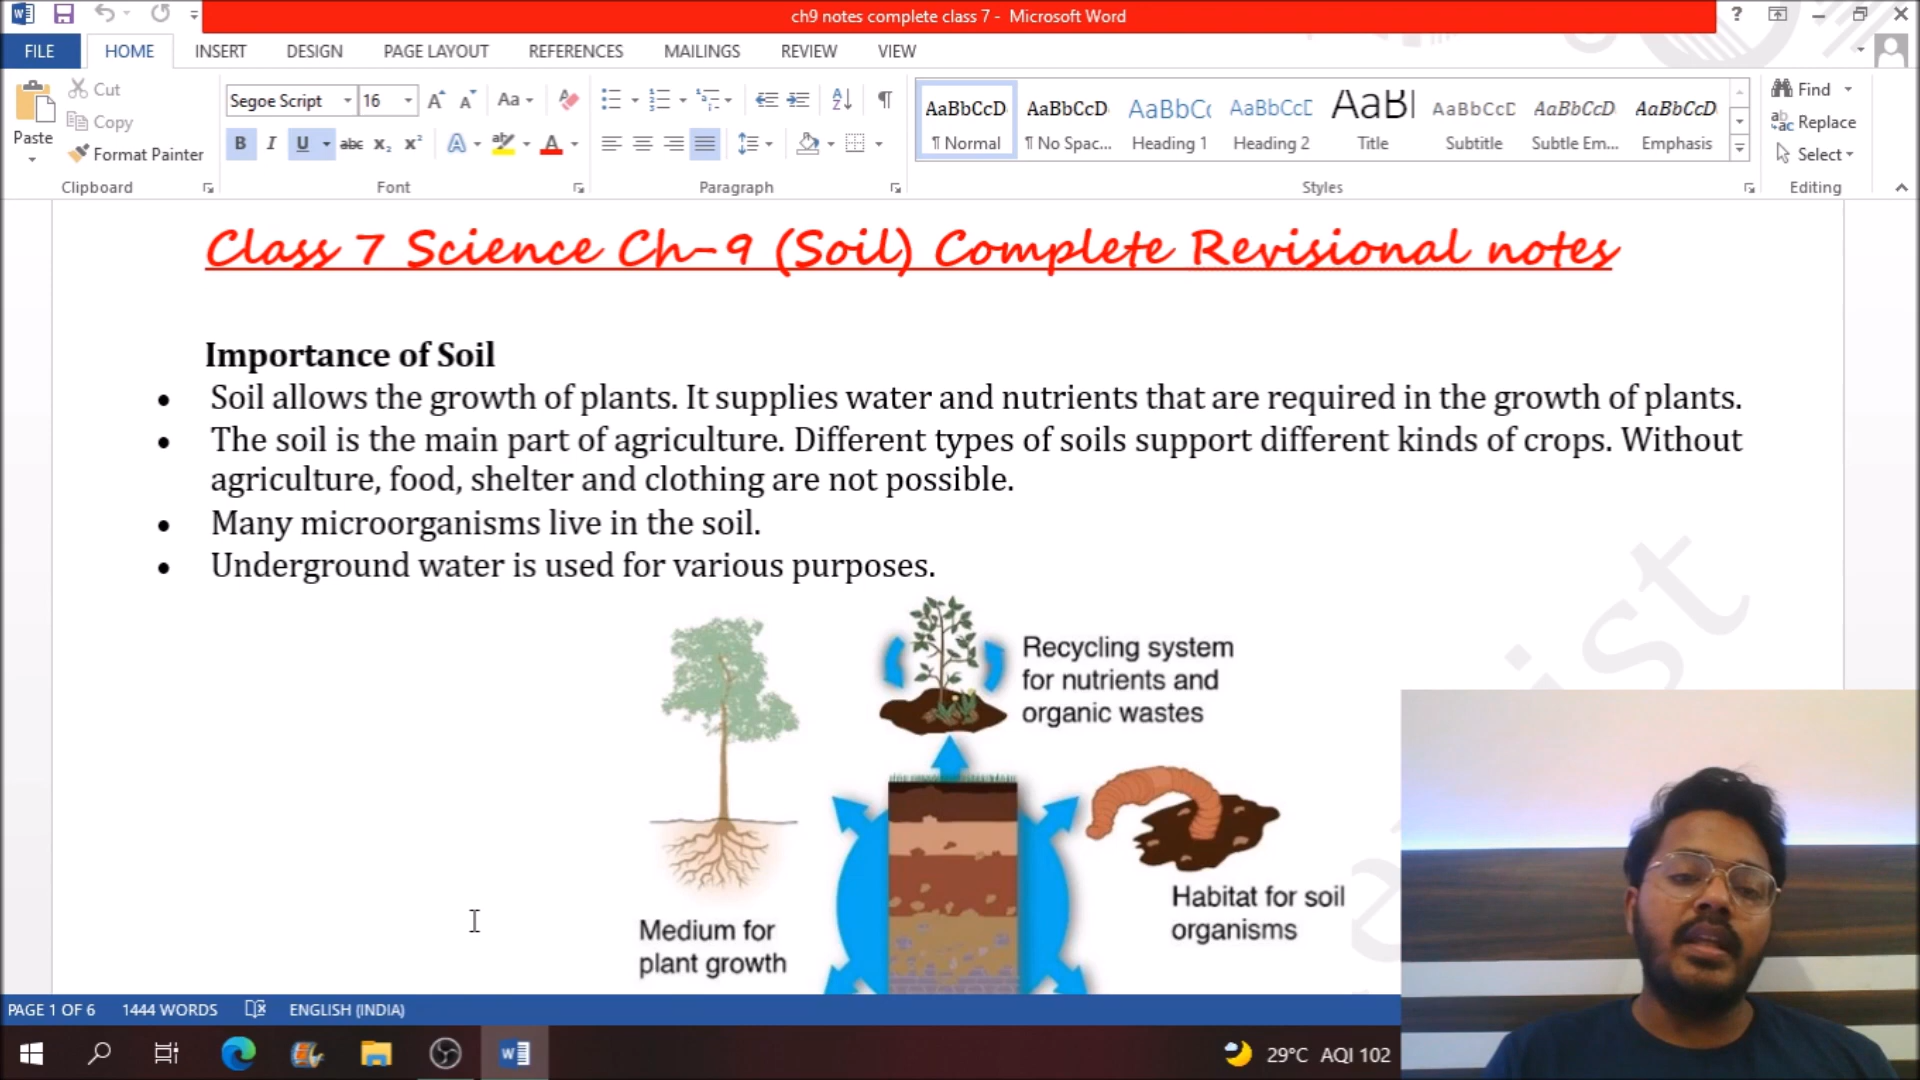 ch9 notes complete class 7 - Microsoft Word
FILE HOME INSERT DESIGN PAGE LAYOUT REFERENCES MAILINGS REVIEW VIEW
Paste
Cut
Copy
Format Painter
Clipboard
Segoe Script 16
Font
Paragraph
AaBbCcD AaBbCcD AaBbC AaBbCcD AaBb AaBbCcD AaBbCcD AaBbCcD
¶ Normal ¶ No Spac... Heading 1 Heading 2 Title Subtitle Subtle Em... Emphasis
Styles
Find
Replace
Select
Editing
Class 7 Science Ch-9 (Soil) Complete Revisional notes
Importance of Soil
• Soil allows the growth of plants. It supplies water and nutrients that are required in the growth of plants.
• The soil is the main part of agriculture. Different types of soils support different kinds of crops. Without
agriculture, food, shelter and clothing are not possible.
• Many microorganisms live in the soil.
• Underground water is used for various purposes.
Recycling system
for nutrients and
organic wastes
Habitat for soil
organisms
Medium for
plant growth
PAGE 1 OF 6 1444 WORDS ENGLISH (INDIA)
29°C AQI 102